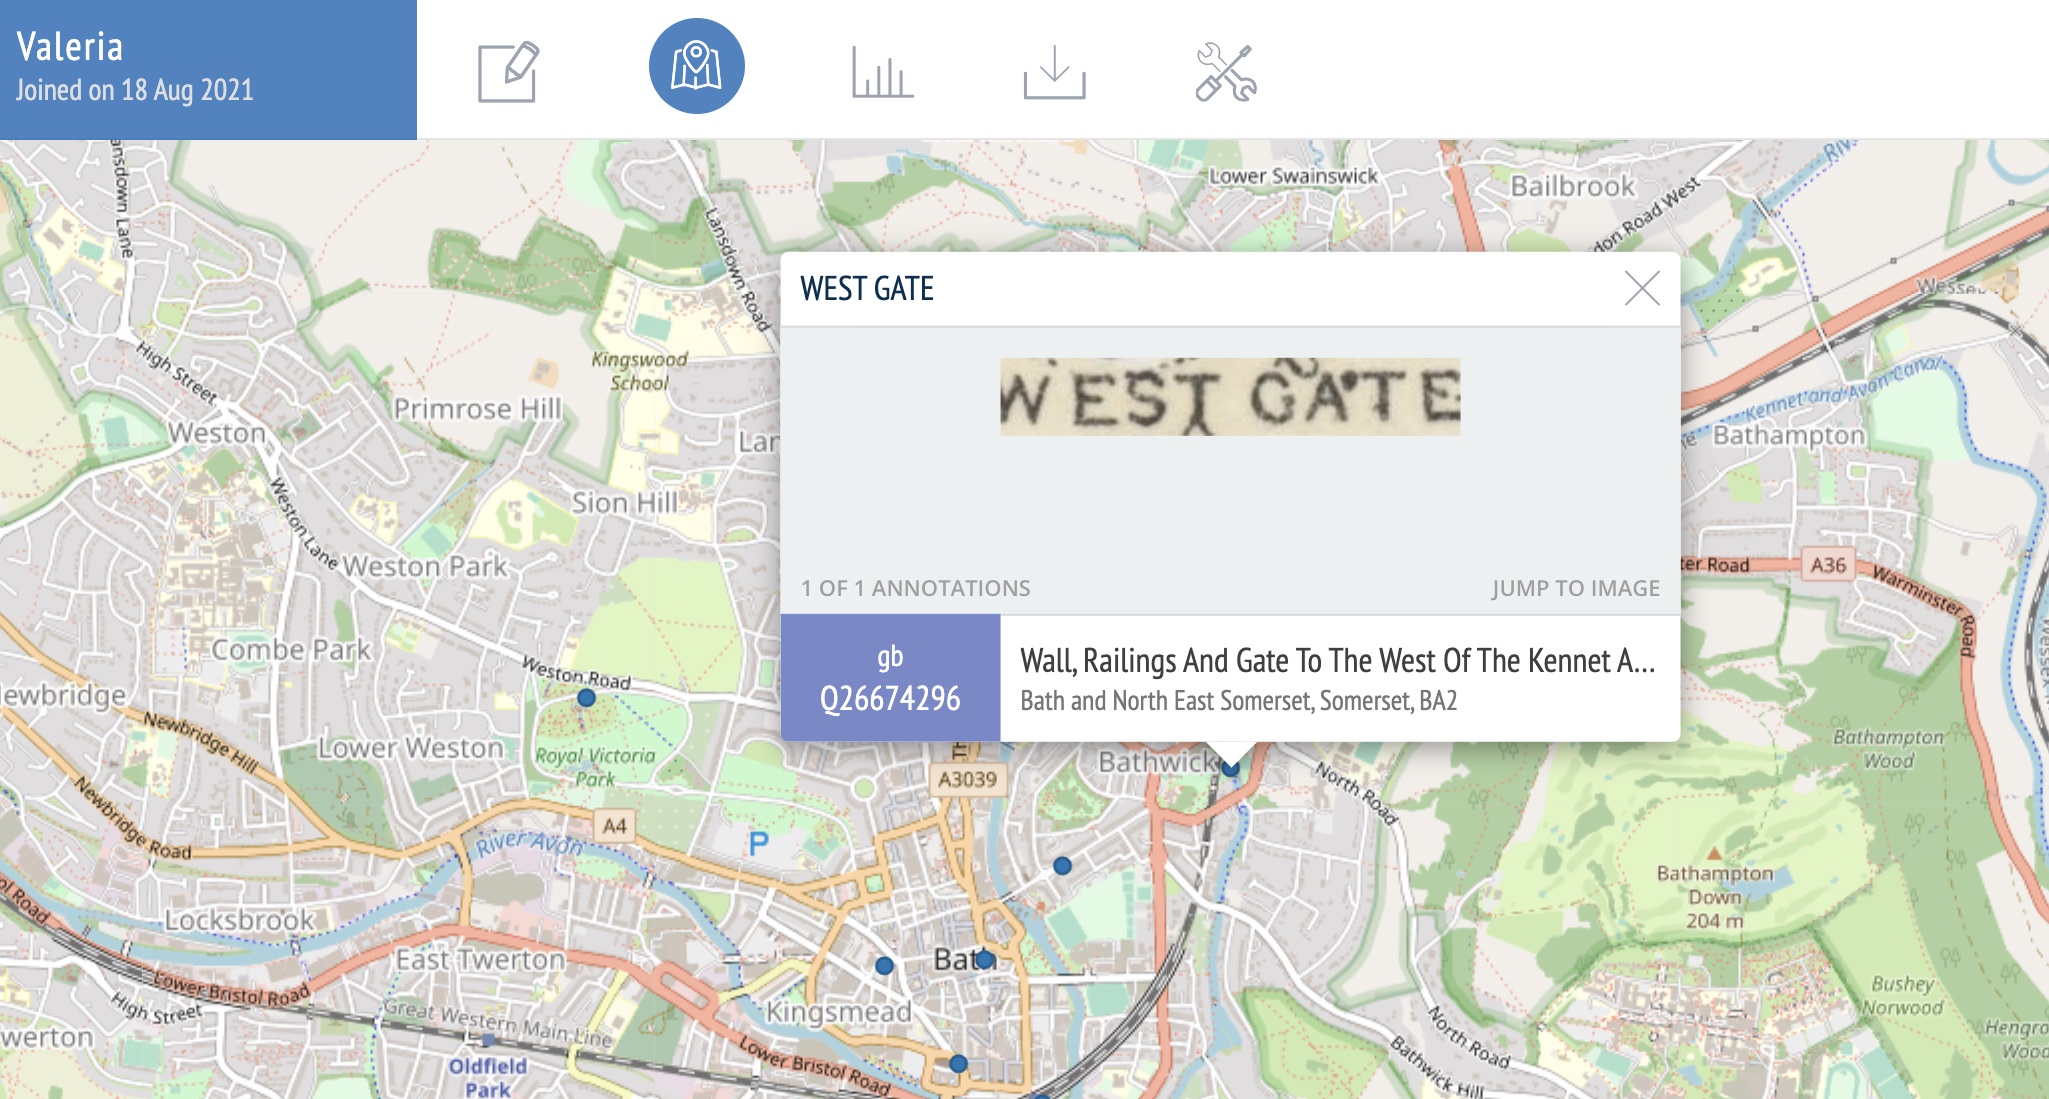 Valeria
Joined on 18 Aug 2021
Lansdown Lane
Lansdown Road
Lower Swainswick
Bailbrook
London Road West
WEST GATE
WEST GATE
1 OF 1 ANNOTATIONS
JUMP TO IMAGE
gb
Q26674296
Wall, Railings And Gate To The West Of The Kennet A...
Bath and North East Somerset, Somerset, BA2
High Street
Weston
Kingswood
School
Primrose Hill
Sion Hill
Weston Lane
Weston Park
Combe Park
Weston Road
Newbridge Hill
Lower Weston
Royal Victoria
Park
Newbridge Road
A4
P
A3039
Bathwick
North Road
Kennet and Avon Canal
Bathampton
A36
Warminster Road
Bathampton
Wood
Bathampton
Down
204 m
Bushey
Norwood
River Avon
Locksbrook
East Twerton
Lower Bristol Road
High Street
Great Western Main Line
Oldfield
Park
Bath
Kingsmead
Lower Bristol Road
North Road
Bathwick Hill